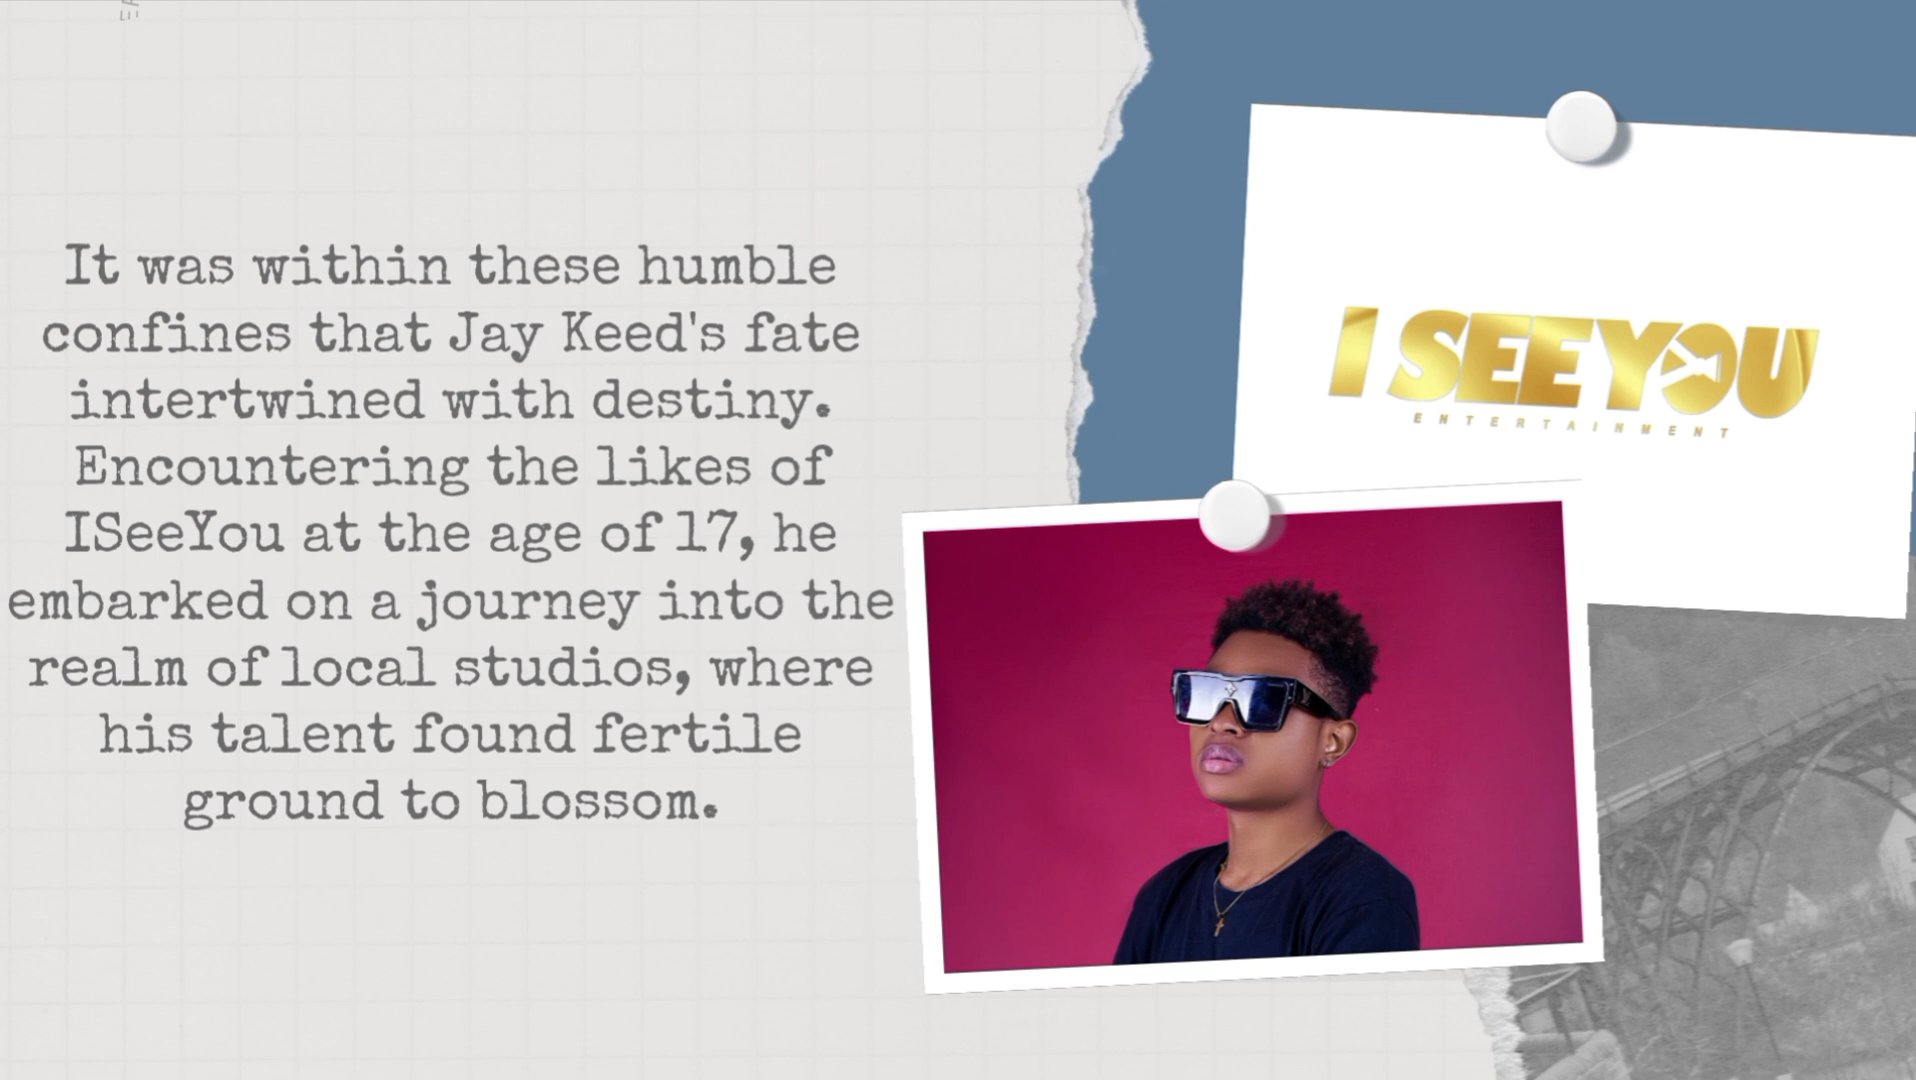 It was within these humble
confines that Jay Keed's fate
intertwined with destiny.
Encountering the likes of
ISeeYou at the age of 17, he
embarked on a journey into the
realm of local studios, where
his talent found fertile
ground to blossom.
I SEE YOU
ENTERTAINMENT